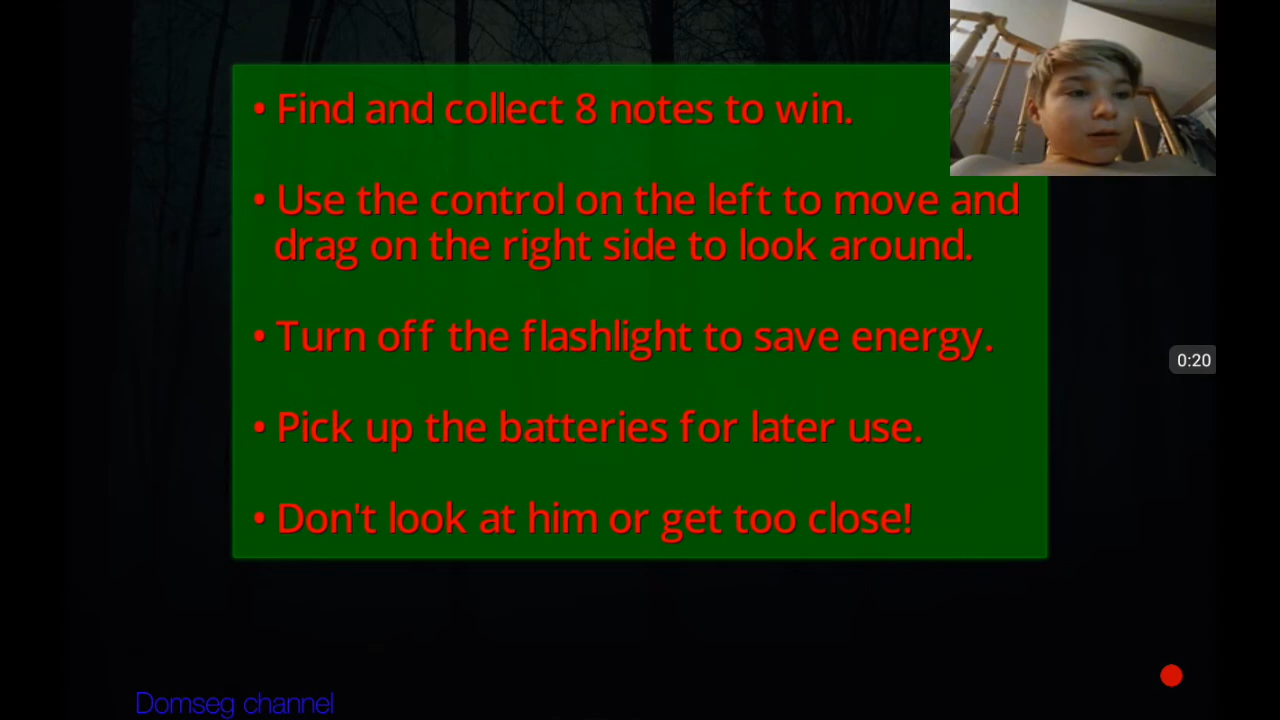 • Find and collect 8 notes to win.
• Use the control on the left to move and
drag on the right side to look around.
• Turn off the flashlight to save energy.
• Pick up the batteries for later use.
• Don't look at him or get too close!
0:20
Domseg channel